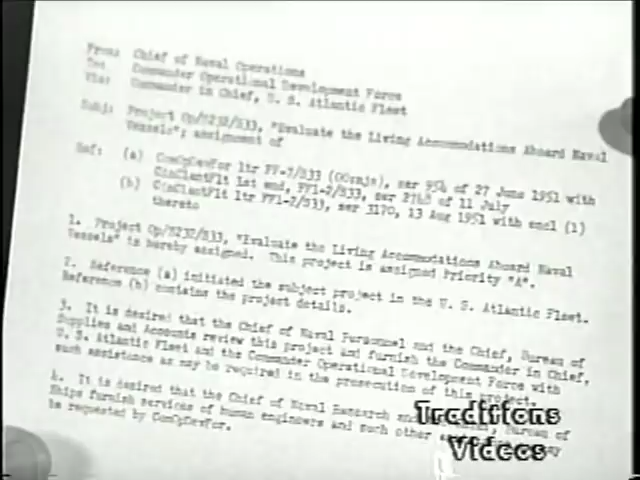 From: Chief of Naval Operations
To: Commander Operational Development Force
Via: Commander in Chief, U. S. Atlantic Fleet
Subj: Project Op/S232/S33, "Evaluate the Living Accommodations Aboard Naval
Vessels"; assignment of
Ref: (a) ComOpDevFor ltr FF-7/S33 ser 954 of 27 June 1951 with
CinClantFlt 1st end, FF1-2/S33, ser of 11 July
(b) CinClantFlt ltr FF1-2/S33, ser 3170, 13 Aug 1951 with encl (1)
thereto
1. Project Op/S232/S33, "Evaluate the Living Accommodations Aboard Naval
Vessels" is hereby assigned. This project is assigned Priority "A".
2. Reference (a) initiated the subject project in the U. S. Atlantic Fleet.
Reference (b) contains the project details.
3. It is desired that the Chief of Naval Personnel and the Chief, Bureau of
Supplies and Accounts review this project and furnish the Commander in Chief,
U. S. Atlantic Fleet and the Commander Operational Development Force with
such assistance as may be required in the prosecution of this project.
4. It is desired that the Chief of Naval Research and Bureau of
Ships furnish services of human engineers and such other may
be requested by ComOpDevFor.
Traditions
Videos